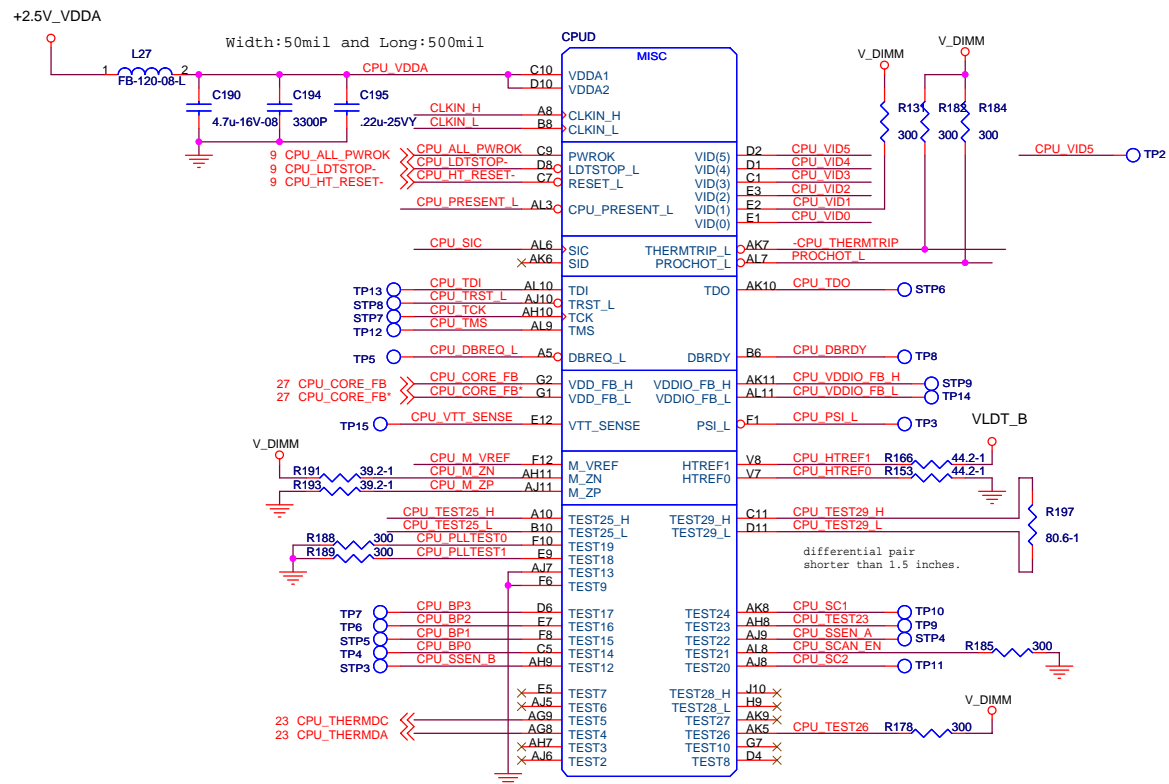 +2.5V_VDDA
Width:50mil and Long:500mil
L27
1 2
FB-120-08-L
CPU_VDDA
C190
4.7u-16V-08
C194
3300P
C195
.22u-25VY
CPUD
MISC
V_DIMM
V_DIMM
R131
300
R182
300
R184
300
C10 VDDA1
D10 VDDA2
CLKIN_H A8 CLKIN_H
CLKIN_L B8 CLKIN_L
9 CPU_ALL_PWROK CPU_ALL_PWROK C9 PWROK
9 CPU_LDTSTOP- CPU_LDTSTOP- D8 LDTSTOP_L
9 CPU_HT_RESET- CPU_HT_RESET- C7 RESET_L
CPU_PRESENT_L AL3 CPU_PRESENT_L
VID(5) D2 CPU_VID5
VID(4) D1 CPU_VID4
VID(3) C1 CPU_VID3
VID(2) E3 CPU_VID2
VID(1) E2 CPU_VID1
VID(0) E1 CPU_VID0
CPU_VID5 TP2
CPU_SIC AL6 SIC
AK6 SID
THERMTRIP_L AK7 -CPU_THERMTRIP
PROCHOT_L AL7 PROCHOT_L
TP13 CPU_TDI AL10 TDI
STP8 CPU_TRST_L AJ10 TRST_L
STP7 CPU_TCK AH10 TCK
TP12 CPU_TMS AL9 TMS
TDO AK10 CPU_TDO STP6
TP5 CPU_DBREQ_L A5 DBREQ_L
DBRDY B6 CPU_DBRDY TP8
27 CPU_CORE_FB CPU_CORE_FB G2 VDD_FB_H
27 CPU_CORE_FB* CPU_CORE_FB* G1 VDD_FB_L
VDDIO_FB_H AK11 CPU_VDDIO_FB_H STP9
VDDIO_FB_L AL11 CPU_VDDIO_FB_L TP14
TP15 CPU_VTT_SENSE E12 VTT_SENSE
PSI_L F1 CPU_PSI_L TP3
V_DIMM
VLDT_B
CPU_M_VREF F12 M_VREF
R191 39.2-1 CPU_M_ZN AH11 M_ZN
R193 39.2-1 CPU_M_ZP AJ11 M_ZP
HTREF1 V8 CPU_HTREF1 R166 44.2-1
HTREF0 V7 CPU_HTREF0 R153 44.2-1
CPU_TEST25_H A10 TEST25_H
CPU_TEST25_L B10 TEST25_L
R188 300 CPU_PLLTEST0 F10 TEST19
R189 300 CPU_PLLTEST1 E9 TEST18
AJ7 TEST13
F6 TEST9
TEST29_H C11 CPU_TEST29_H
TEST29_L D11 CPU_TEST29_L
R197
80.6-1
differential pair
shorter than 1.5 inches.
TP7 CPU_BP3 D6 TEST17
TP6 CPU_BP2 E7 TEST16
STP5 CPU_BP1 F8 TEST15
TP4 CPU_BP0 C5 TEST14
STP3 CPU_SSEN_B AH9 TEST12
TEST24 AK8 CPU_SC1 TP10
TEST23 AH8 CPU_TEST23 TP9
TEST22 AJ9 CPU_SSEN_A STP4
TEST21 AL8 CPU_SCAN_EN R185 300
TEST20 AJ8 CPU_SC2 TP11
E5 TEST7
AJ5 TEST6
23 CPU_THERMDC AG9 TEST5
23 CPU_THERMDA AG8 TEST4
AH7 TEST3
AJ6 TEST2
TEST28_H J10
TEST28_L H9
TEST27 AK9
TEST26 AK5 CPU_TEST26 R178 300
V_DIMM
TEST10 G7
TEST8 D4